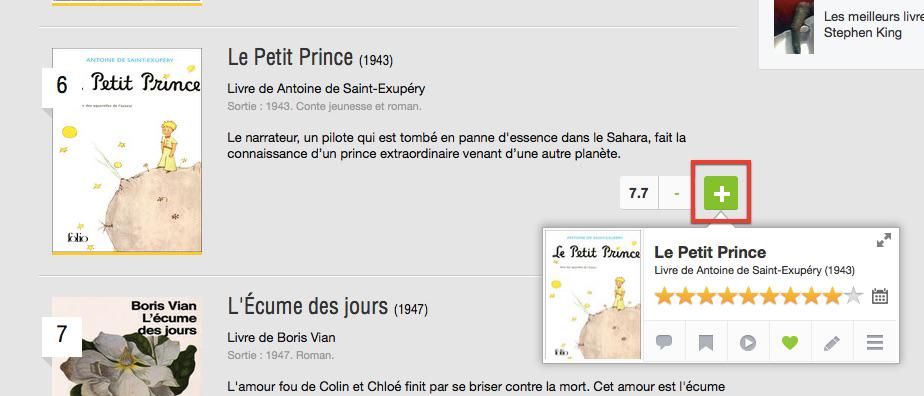 6
ANTOINE DE SAINT-EXUPÉRY
Le Petit Prince
folio
Le Petit Prince (1943)
Livre de Antoine de Saint-Exupéry
Sortie : 1943. Conte jeunesse et roman.
Le narrateur, un pilote qui est tombé en panne d'essence dans le Sahara, fait la
connaissance d'un prince extraordinaire venant d'une autre planète.
7.7
-
+
Les meilleurs livre
Stephen King
ANTOINE DE SAINT-EXUPÉRY
Le Petit Prince
folio
Le Petit Prince
Livre de Antoine de Saint-Exupéry (1943)
7
Boris Vian
L'écume
des jours
L'Écume des jours (1947)
Livre de Boris Vian
Sortie : 1947. Roman.
L'amour fou de Colin et Chloé finit par se briser contre la mort. Cet amour est l'écume